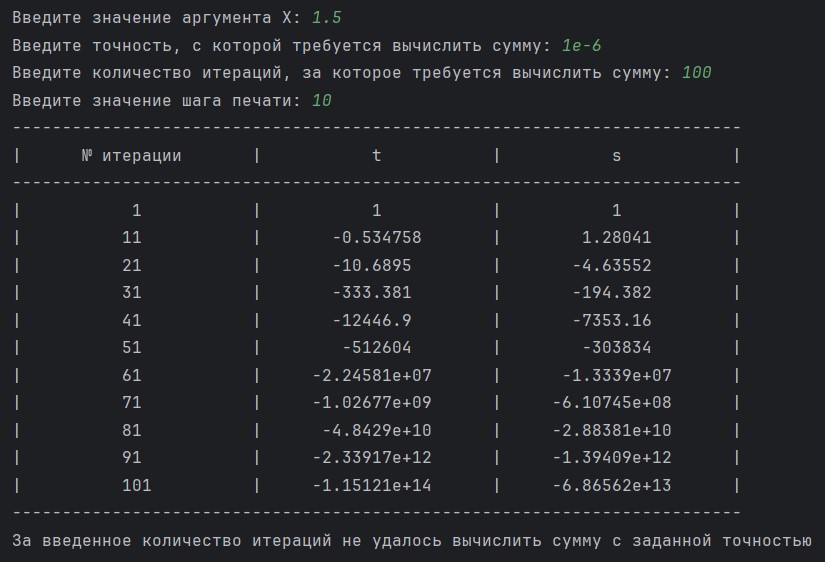 Введите значение аргумента X: 1.5
Введите точность, с которой требуется вычислить сумму: 1e-6
Введите количество итераций, за которое требуется вычислить сумму: 100
Введите значение шага печати: 10
-------------------------------------------------------------------------
| № итерации | t | s |
-------------------------------------------------------------------------
| 1 | 1 | 1 |
| 11 | -0.534758 | 1.28041 |
| 21 | -10.6895 | -4.63552 |
| 31 | -333.381 | -194.382 |
| 41 | -12446.9 | -7353.16 |
| 51 | -512604 | -303834 |
| 61 | -2.24581e+07 | -1.3339e+07 |
| 71 | -1.02677e+09 | -6.10745e+08 |
| 81 | -4.8429e+10 | -2.88381e+10 |
| 91 | -2.33917e+12 | -1.39409e+12 |
| 101 | -1.15121e+14 | -6.86562e+13 |
-------------------------------------------------------------------------
За введенное количество итераций не удалось вычислить сумму с заданной точностью